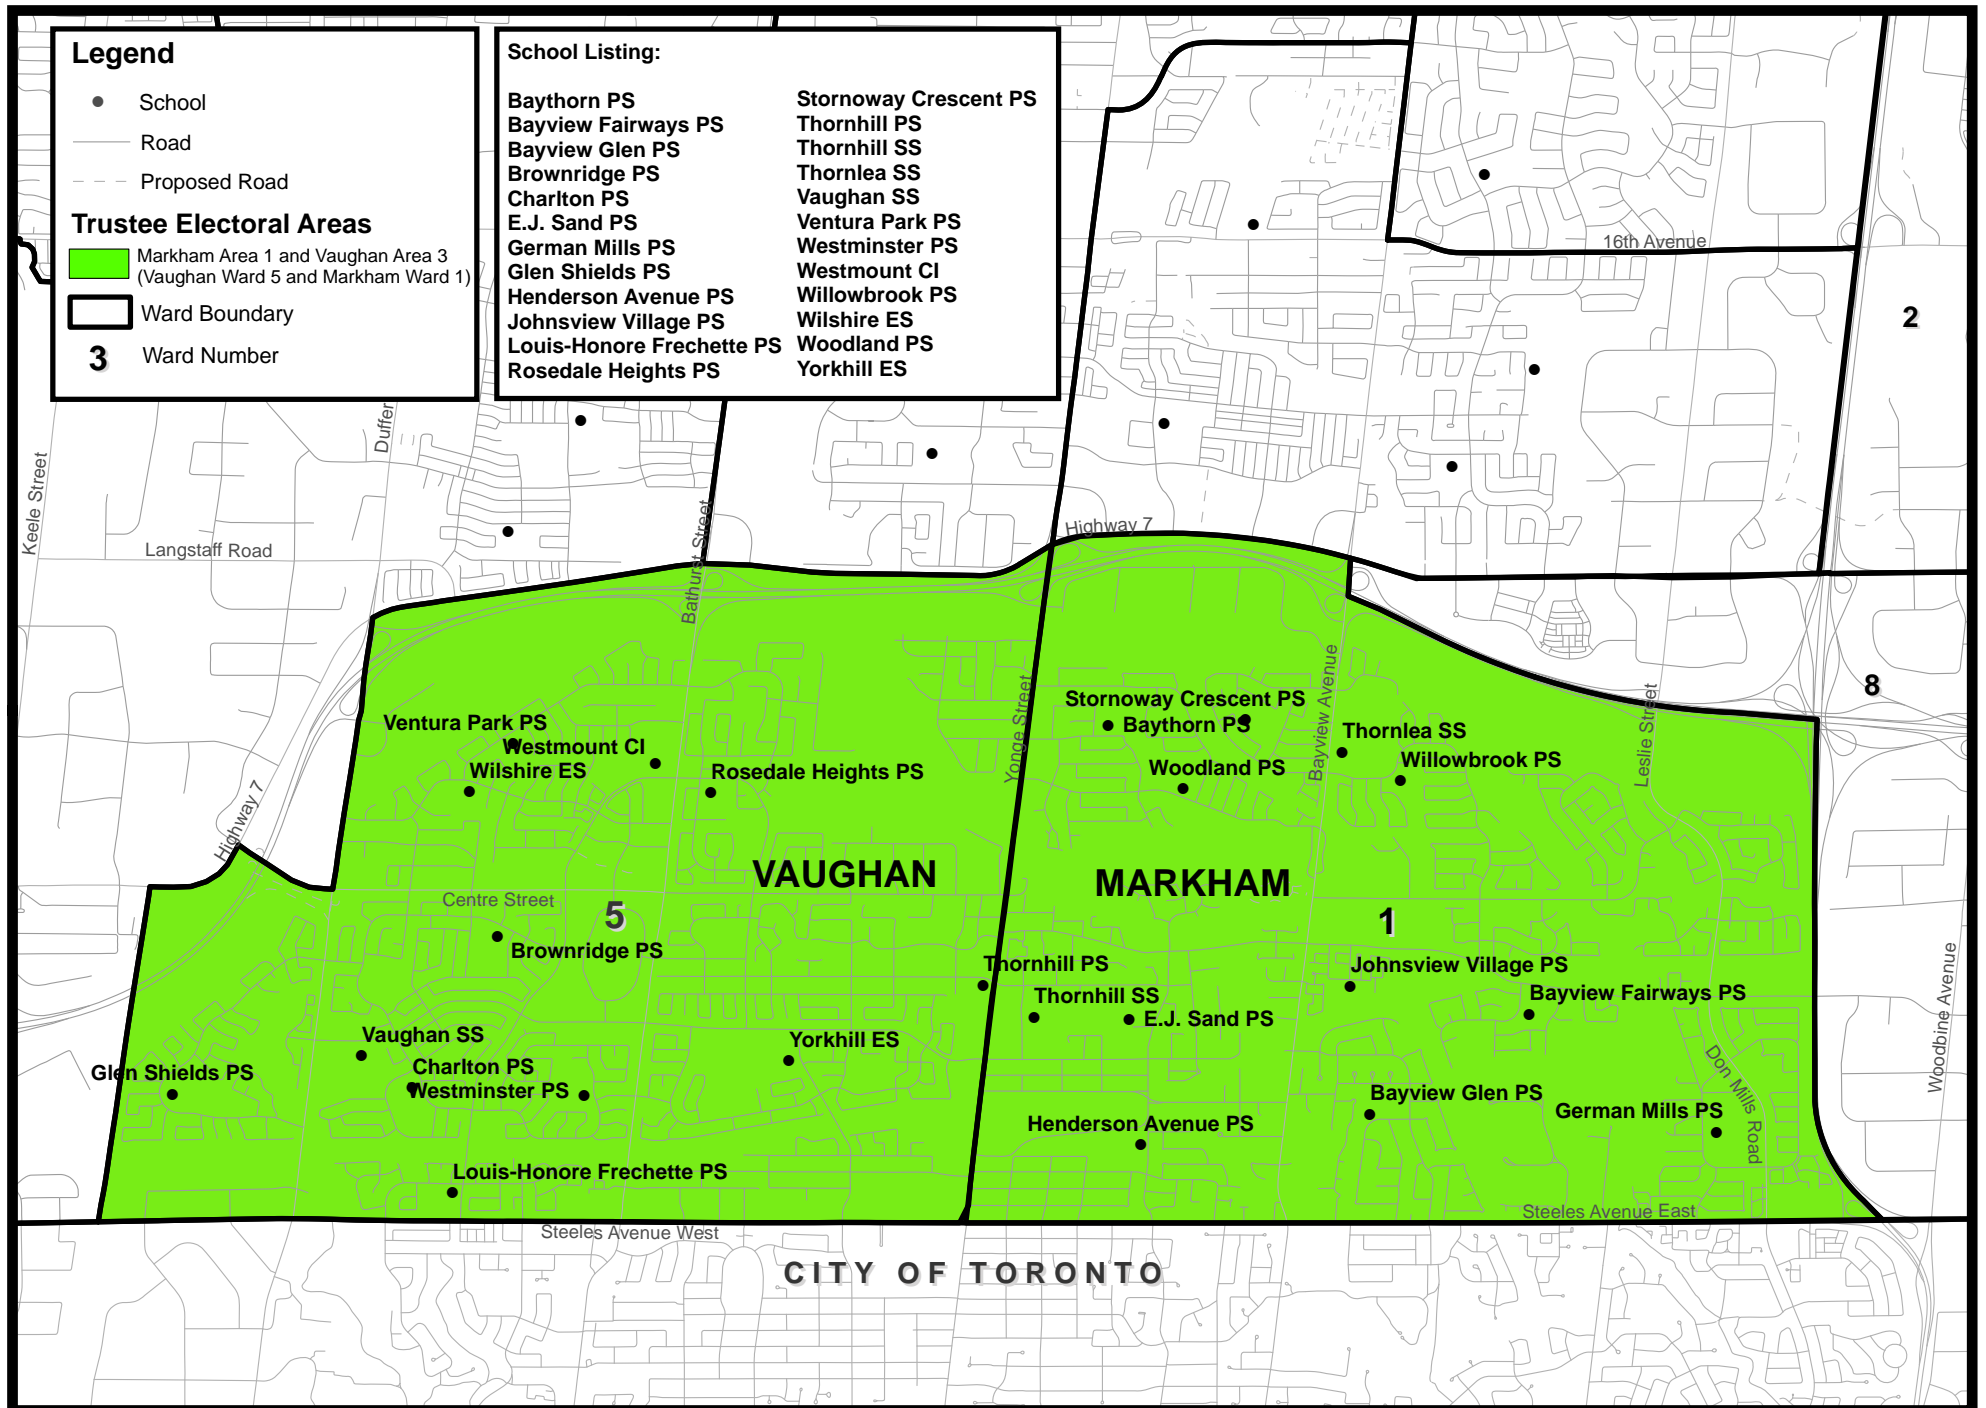 Legend
School
Road
Proposed Road
Trustee Electoral Areas
Markham Area 1 and Vaughan Area 3
(Vaughan Ward 5 and Markham Ward 1)
Ward Boundary
3 Ward Number
School Listing:
Baythorn PS
Bayview Fairways PS
Bayview Glen PS
Brownridge PS
Charlton PS
E.J. Sand PS
German Mills PS
Glen Shields PS
Henderson Avenue PS
Johnsview Village PS
Louis-Honore Frechette PS
Rosedale Heights PS
Stornoway Crescent PS
Thornhill PS
Thornhill SS
Thornlea SS
Vaughan SS
Ventura Park PS
Westminster PS
Westmount CI
Willowbrook PS
Wilshire ES
Woodland PS
Yorkhill ES
16th Avenue
2
Duffer
Keele Street
Langstaff Road
Bathurst Street
Highway 7
8
Stornoway Crescent PS
Baythorn PS
Yonge Street
Bayview Avenue
Leslie Street
Ventura Park PS
Westmount CI
Wilshire ES
Rosedale Heights PS
Woodland PS
Thornlea SS
Willowbrook PS
Highway 7
VAUGHAN
MARKHAM
Centre Street
5
1
Brownridge PS
Thornhill PS
Johnsview Village PS
Thornhill SS
E.J. Sand PS
Bayview Fairways PS
Vaughan SS
Yorkhill ES
Glen Shields PS
Charlton PS
Westminster PS
Don Mills Road
Woodbine Avenue
Bayview Glen PS
German Mills PS
Henderson Avenue PS
Louis-Honore Frechette PS
Steeles Avenue East
Steeles Avenue West
CITY OF TORONTO